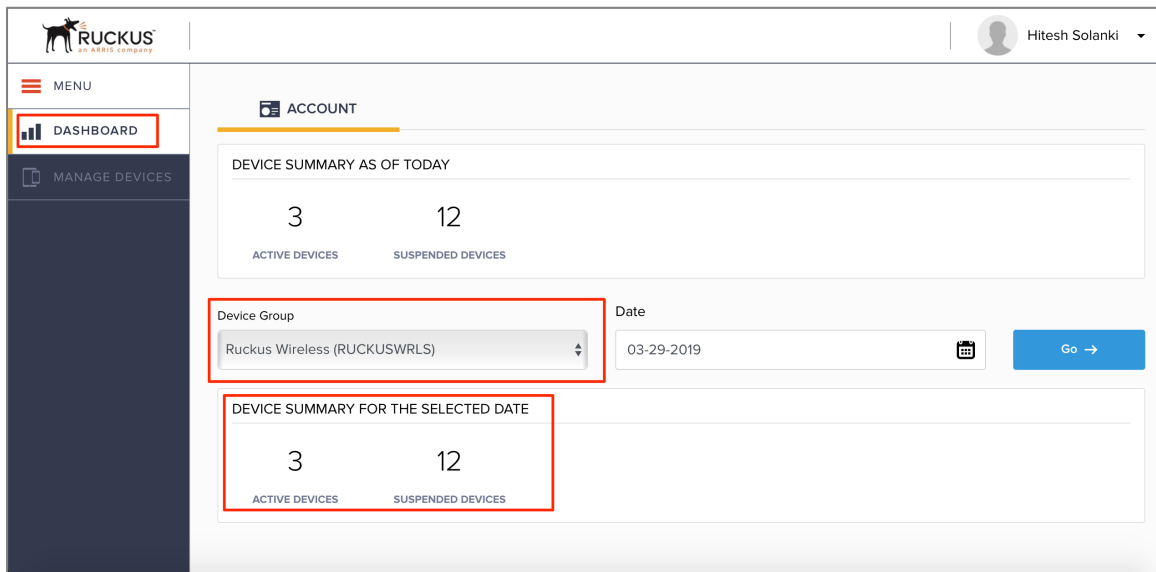 RUCKUS
an ARRIS company
Hitesh Solanki
MENU
DASHBOARD
MANAGE DEVICES
ACCOUNT
DEVICE SUMMARY AS OF TODAY
3 12
ACTIVE DEVICES SUSPENDED DEVICES
Device Group
Ruckus Wireless (RUCKUSWRLS)
Date
03-29-2019
Go →
DEVICE SUMMARY FOR THE SELECTED DATE
3 12
ACTIVE DEVICES SUSPENDED DEVICES